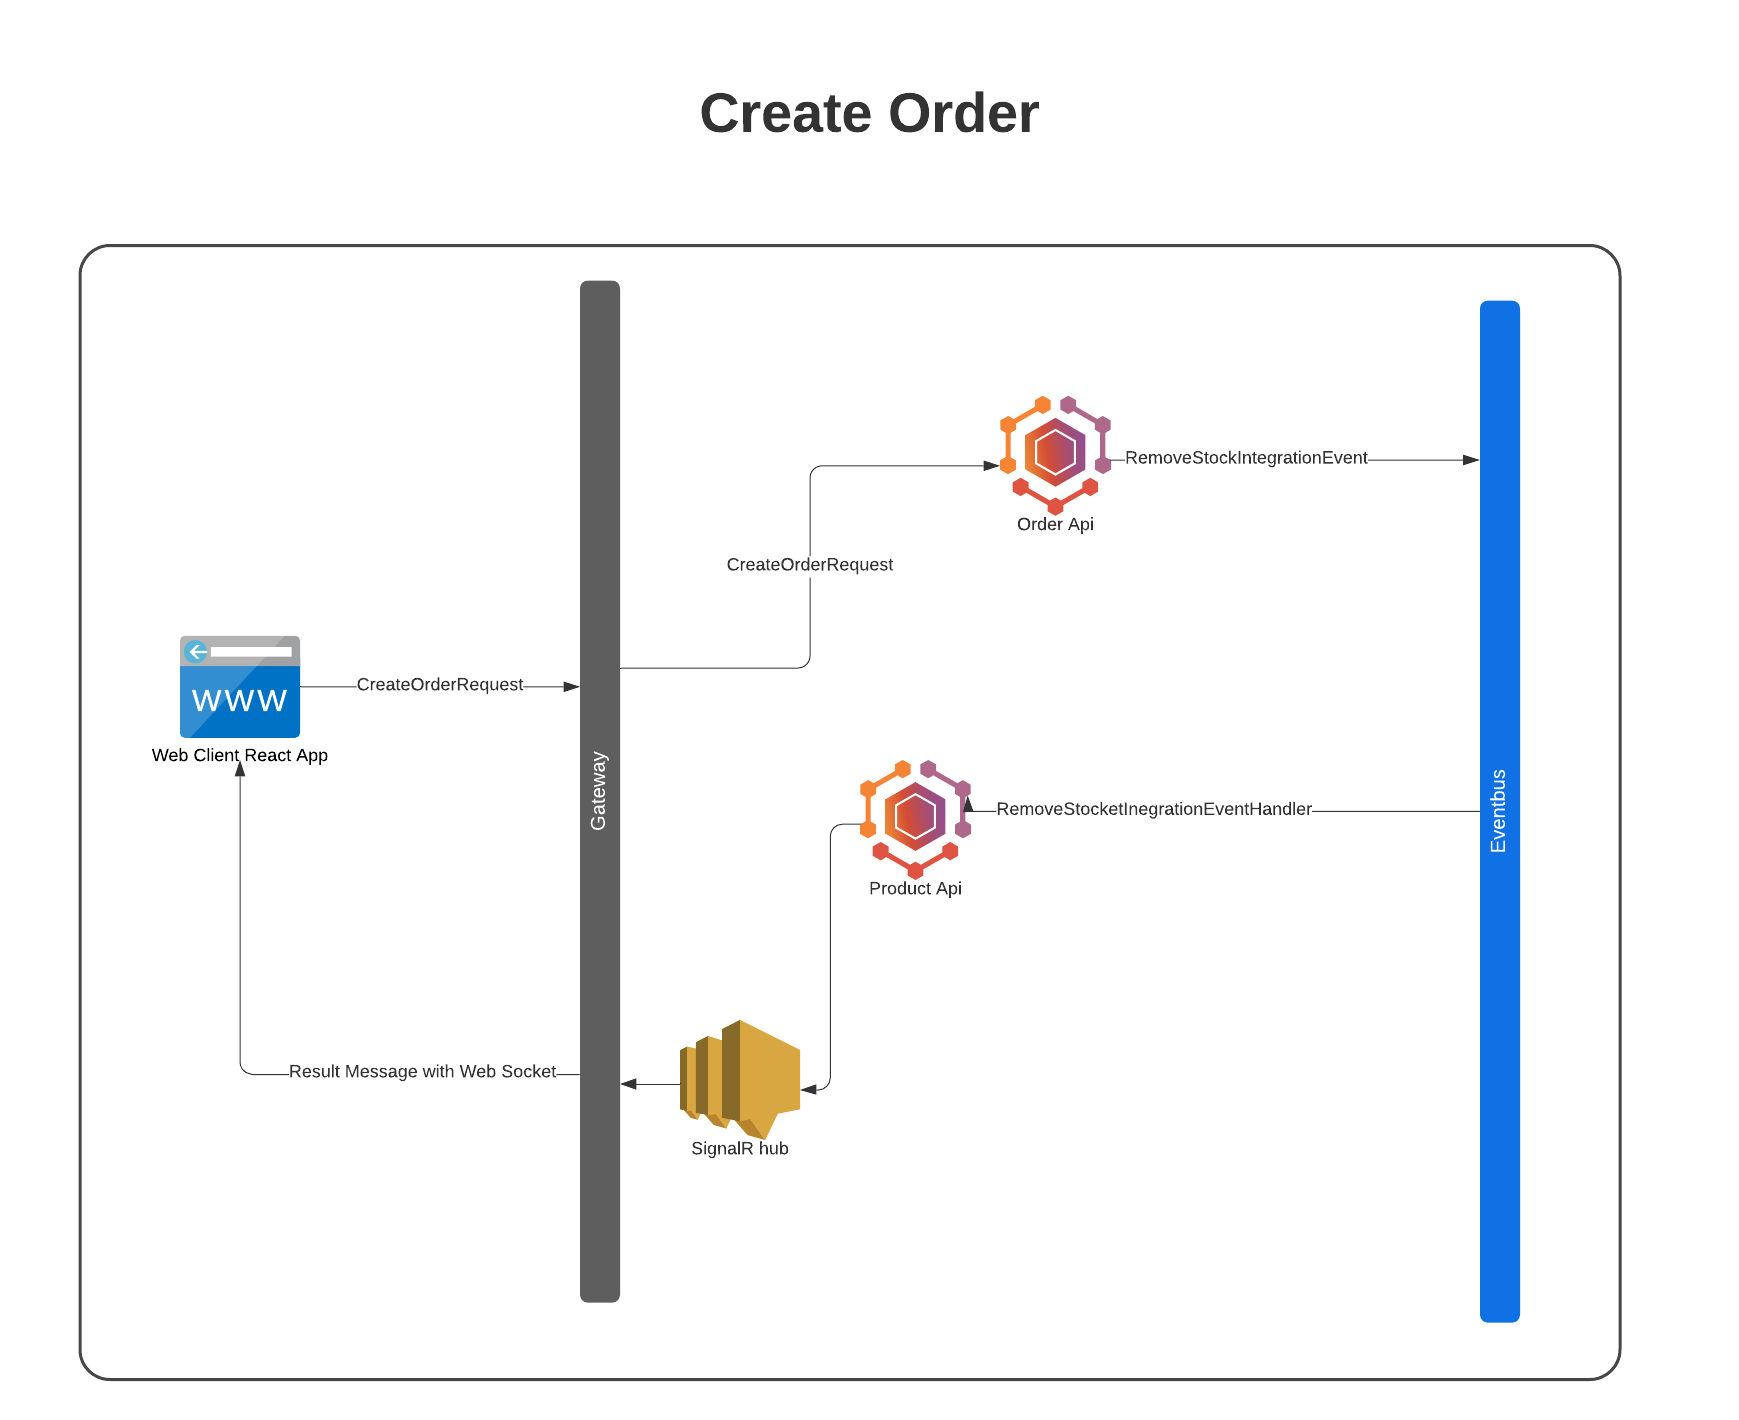 Create Order
RemoveStockIntegrationEvent
Order Api
CreateOrderRequest
WWW
CreateOrderRequest
Web Client React App
Gateway
RemoveStocketInegrationEventHandler
Eventbus
Product Api
Result Message with Web Socket
SignalR hub